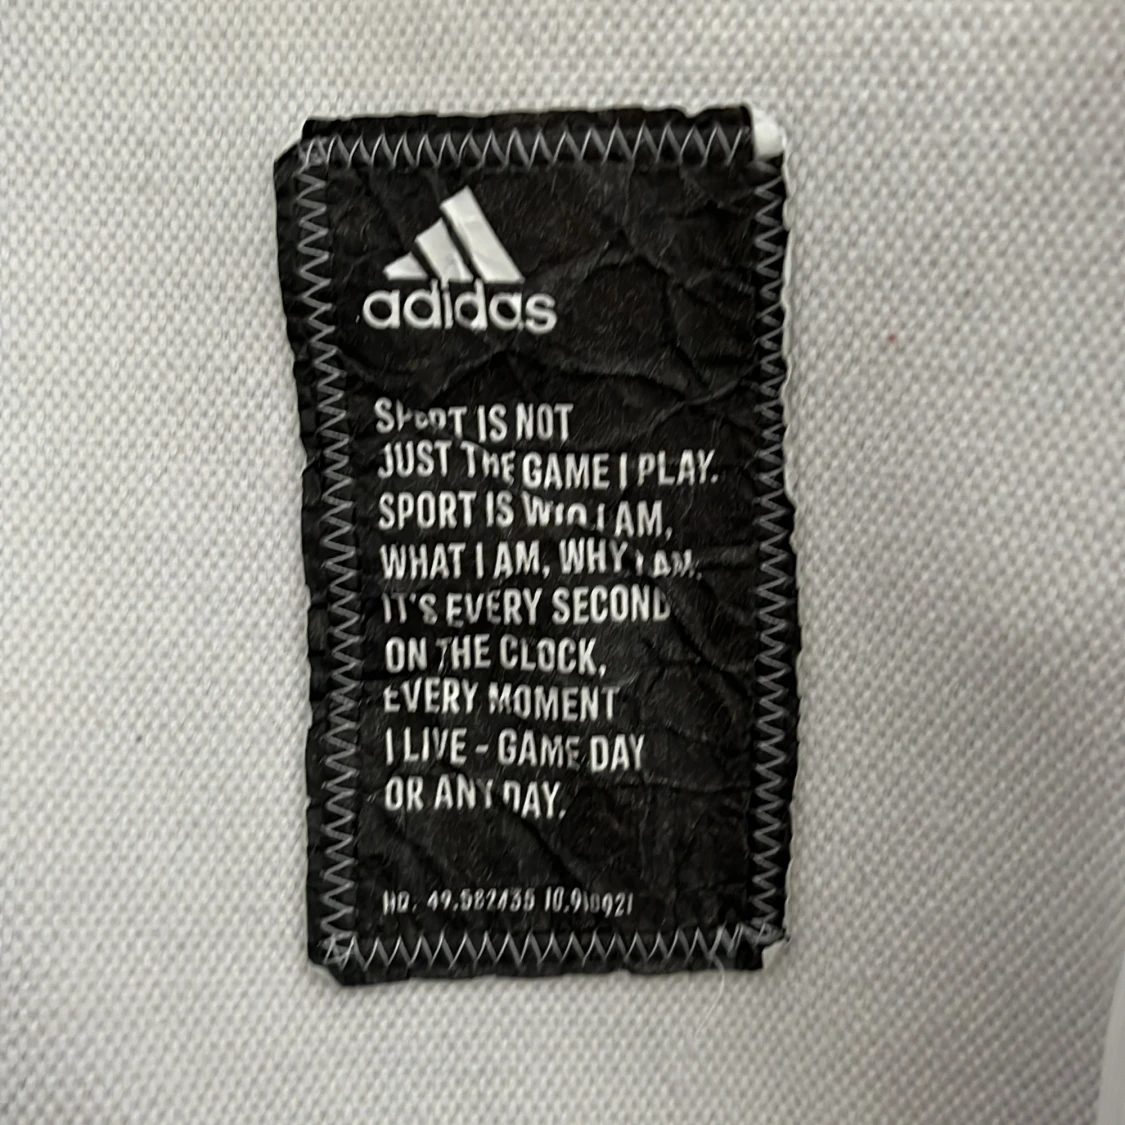 adidas
SPORT IS NOT
JUST THE GAME I PLAY.
SPORT IS WHO I AM,
WHAT I AM, WHY I AM.
IT'S EVERY SECOND
ON THE CLOCK,
EVERY MOMENT
I LIVE - GAME DAY
OR ANY DAY.
HQ. 49.582435 10.910921